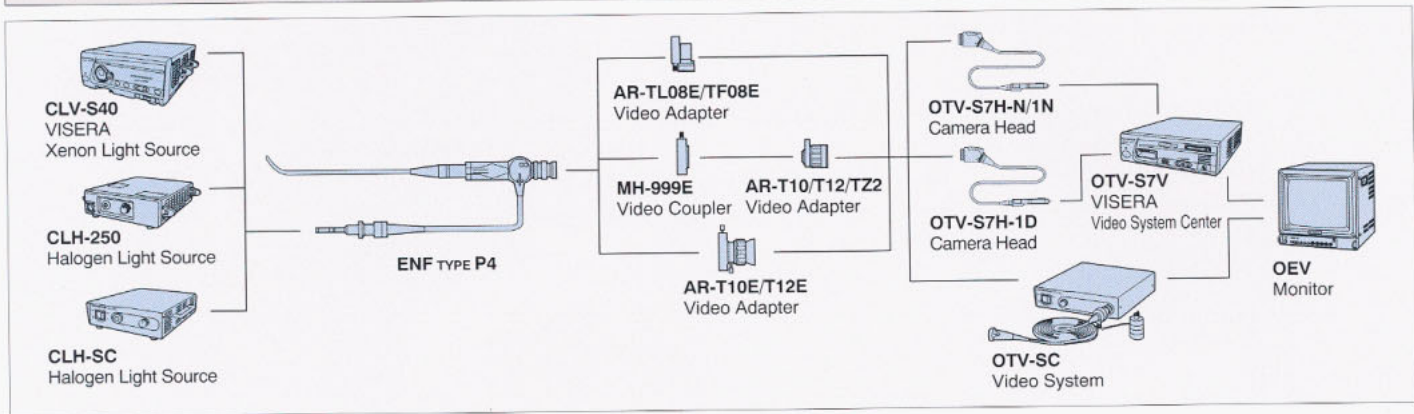 CLV-S40
VISERA
Xenon Light Source
CLH-250
Halogen Light Source
CLH-SC
Halogen Light Source
ENF TYPE P4
AR-TL08E/TF08E
Video Adapter
MH-999E
Video Coupler
AR-T10/T12/TZ2
Video Adapter
AR-T10E/T12E
Video Adapter
OTV-S7H-N/1N
Camera Head
OTV-S7H-1D
Camera Head
OTV-S7V
VISERA
Video System Center
OTV-SC
Video System
OEV
Monitor